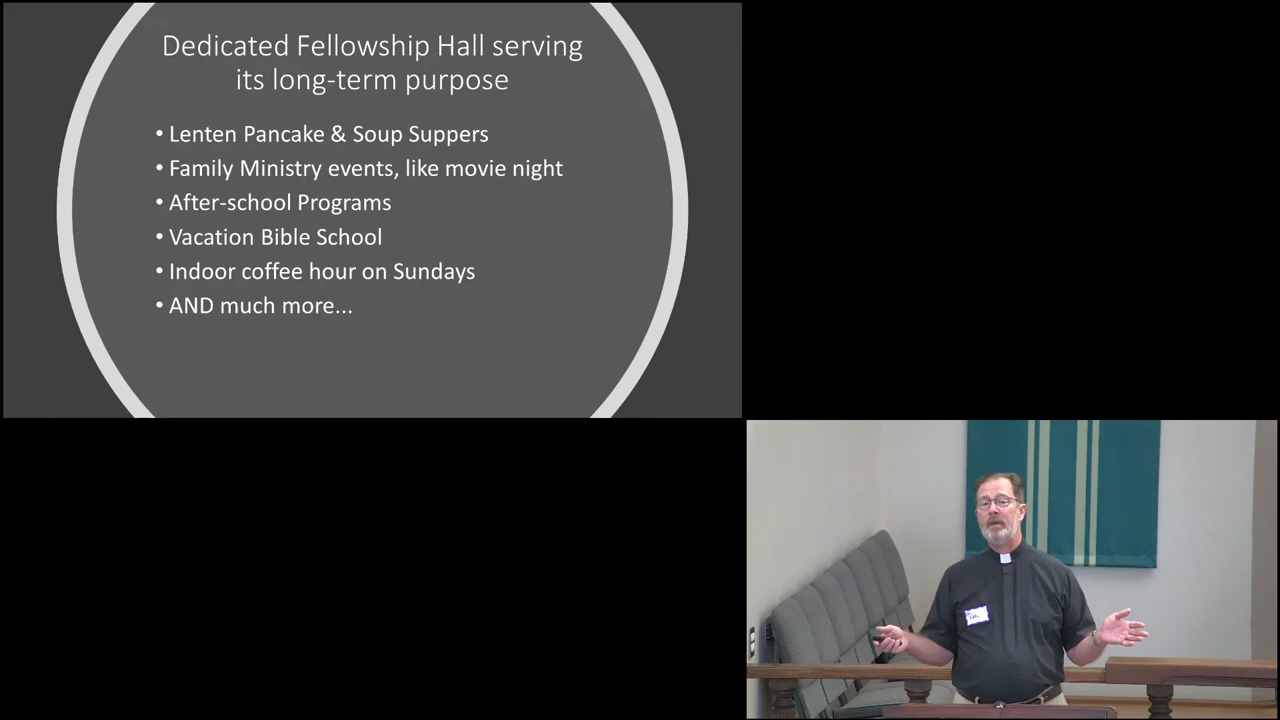 Dedicated Fellowship Hall serving
its long-term purpose
• Lenten Pancake & Soup Suppers
• Family Ministry events, like movie night
• After-school Programs
• Vacation Bible School
• Indoor coffee hour on Sundays
• AND much more...